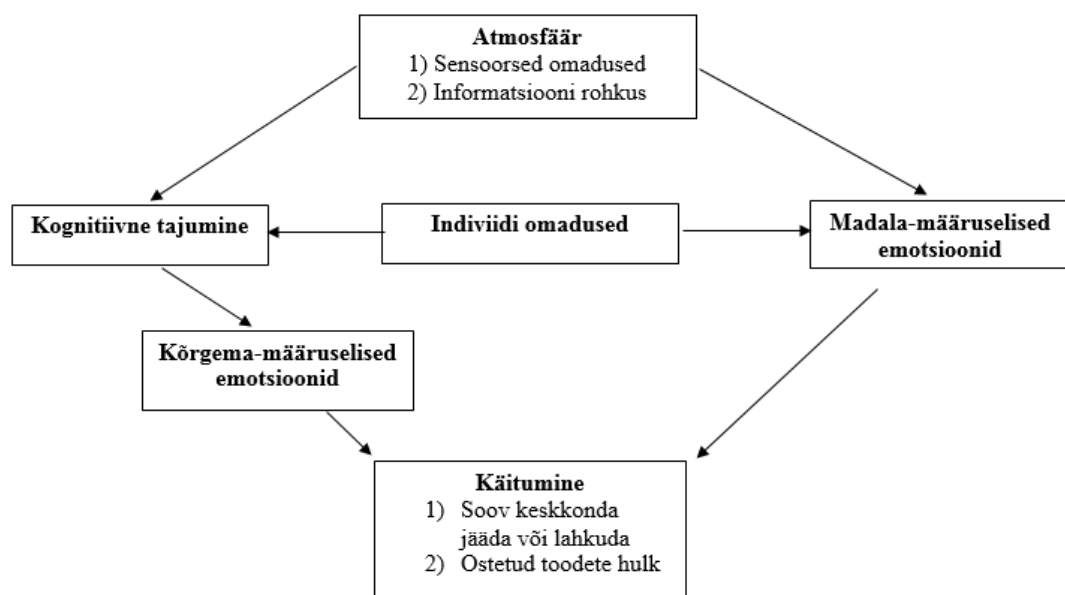 Atmosfäär
1) Sensoorsed omadused
2) Informatsiooni rohkus
Kognitiivne tajumine
Indiviidi omadused
Madala-määruselised
emotsioonid
Kõrgema-määruselised
emotsioonid
Käitumine
1) Soov keskkonda
jääda või lahkuda
2) Ostetud toodete hulk